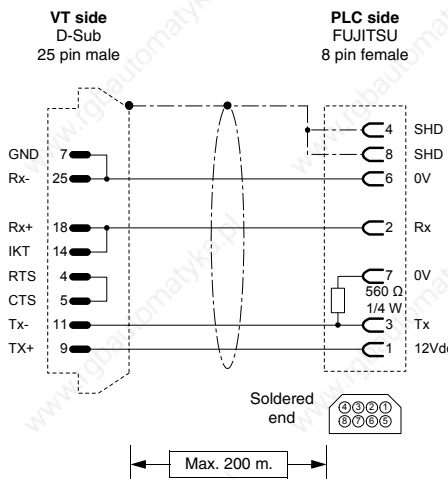 VT side
D-Sub
25 pin male
PLC side
FUJITSU
8 pin female
4 SHD
8 SHD
GND 7
Rx- 25
6 0V
Rx+ 18
2 Rx
IKT 14
RTS 4
7 0V
CTS 5
560 Ω
1/4 W
Tx- 11
3 Tx
TX+ 9
1 12Vdc
Soldered
end
4 3 2 1
8 7 6 5
Max. 200 m.
www.rgbautomatyka.pl